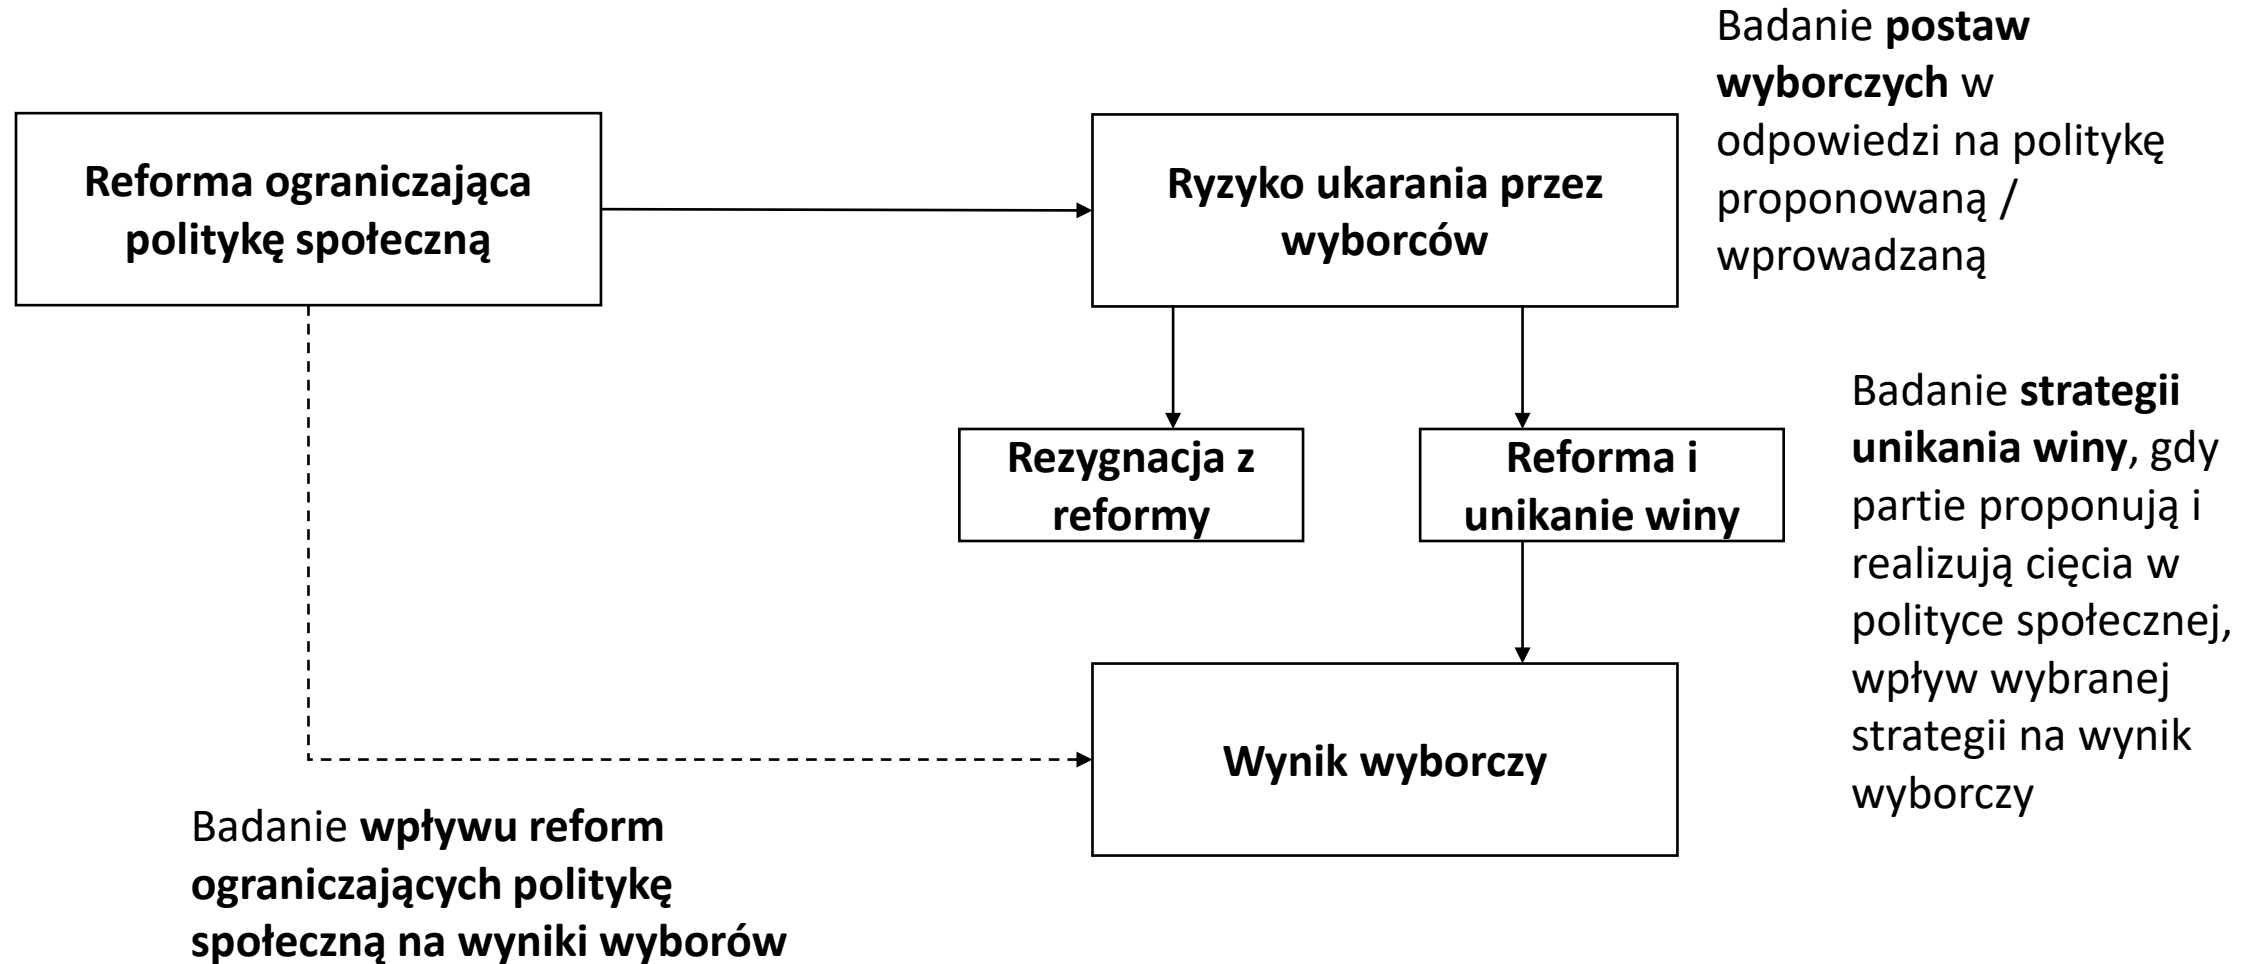 Badanie postaw
wyborczych w
odpowiedzi na politykę
proponowaną /
wprowadzaną
Reforma ograniczająca
politykę społeczną
Ryzyko ukarania przez
wyborców
Rezygnacja z
reformy
Reforma i
unikanie winy
Badanie strategii
unikania winy, gdy
partie proponują i
realizują cięcia w
polityce społecznej,
wpływ wybranej
strategii na wynik
wyborczy
Wynik wyborczy
Badanie wpływu reform
ograniczających politykę
społeczną na wyniki wyborów